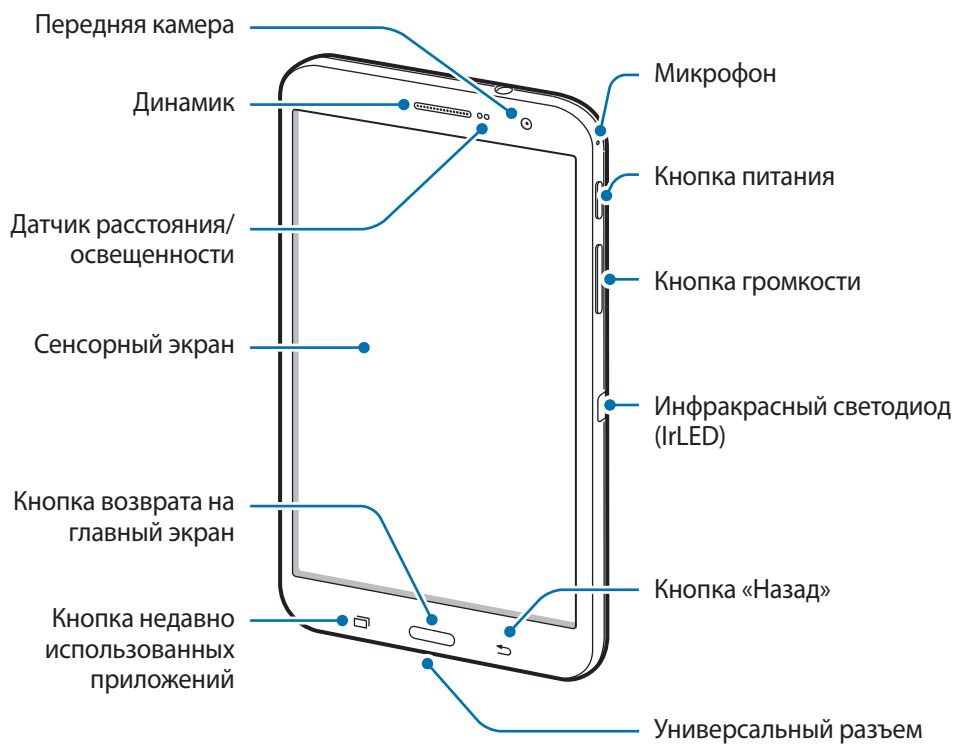 Передняя камера
Динамик
Датчик расстояния/
освещенности
Сенсорный экран
Кнопка возврата на
главный экран
Кнопка недавно
использованных
приложений
Микрофон
Кнопка питания
Кнопка громкости
Инфракрасный светодиод
(IrLED)
Кнопка «Назад»
Универсальный разъем